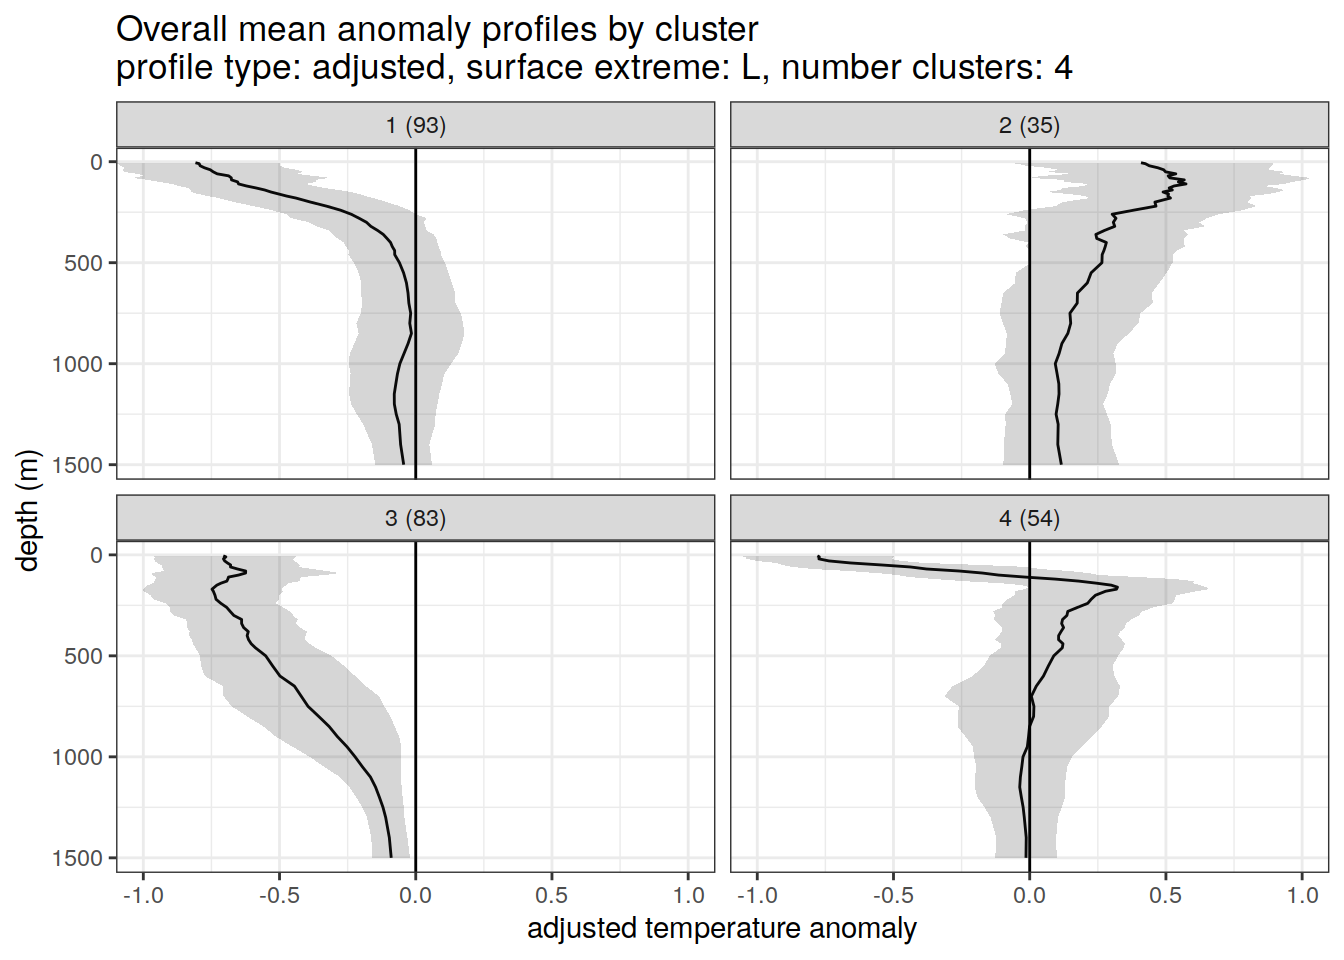 Overall mean anomaly profiles by cluster
profile type: adjusted, surface extreme: L, number clusters: 4
1 (93)
2 (35)
0
500
1000
1500
3 (83)
4 (54)
0
500
1000
1500
depth (m)
-1.0 -0.5 0.0 0.5 1.0
-1.0 -0.5 0.0 0.5 1.0
adjusted temperature anomaly